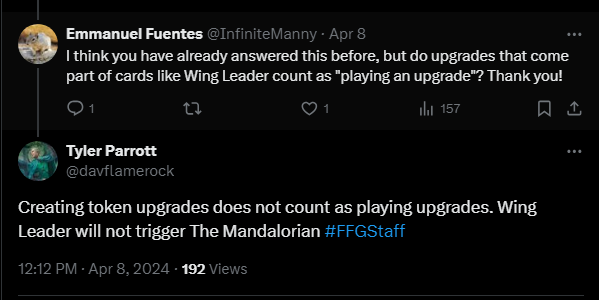 Emmanuel Fuentes @InfiniteManny · Apr 8
I think you have already answered this before, but do upgrades that come
part of cards like Wing Leader count as "playing an upgrade"? Thank you!
1 1 157
Tyler Parrott
@davflamerock
Creating token upgrades does not count as playing upgrades. Wing
Leader will not trigger The Mandalorian #FFGStaff
12:12 PM · Apr 8, 2024 · 192 Views